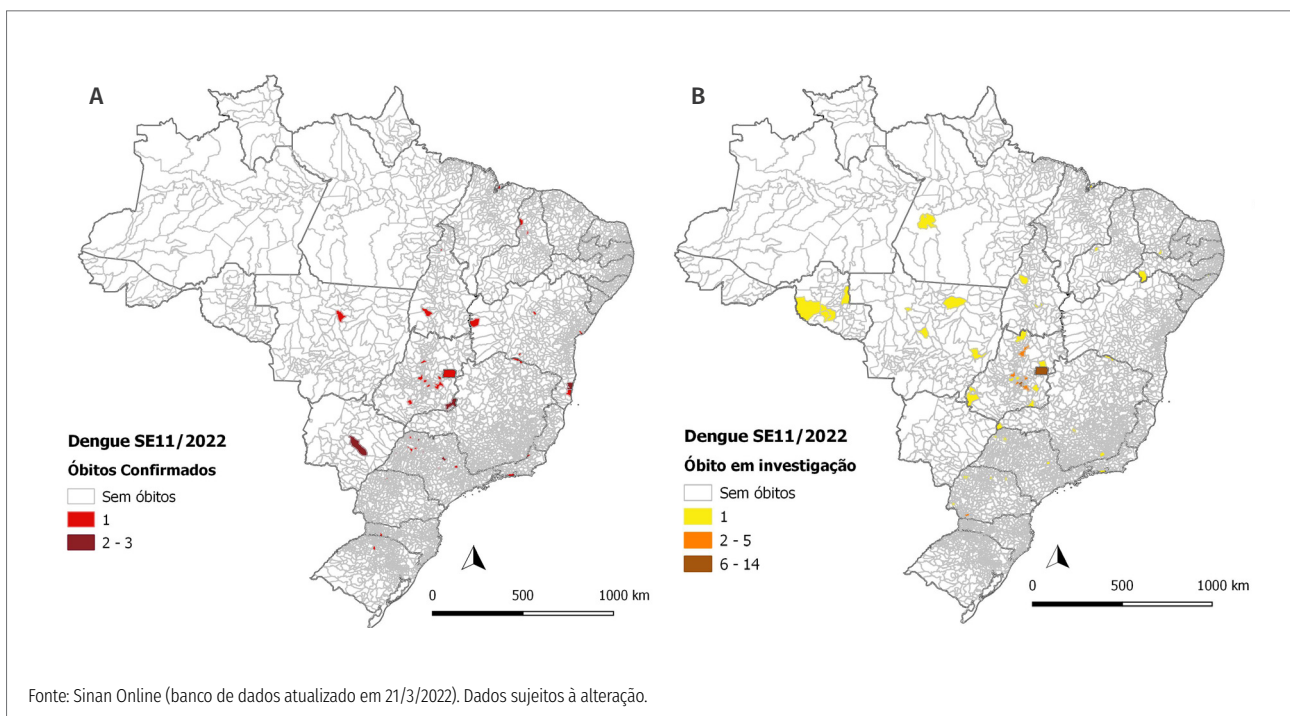 A
Dengue SE11/2022
Óbitos Confirmados
Sem óbitos
1
2 - 3
0 500 1000 km
B
Dengue SE11/2022
Óbito em investigação
Sem óbitos
1
2 - 5
6 - 14
0 500 1000 km
Fonte: Sinan Online (banco de dados atualizado em 21/3/2022). Dados sujeitos à alteração.